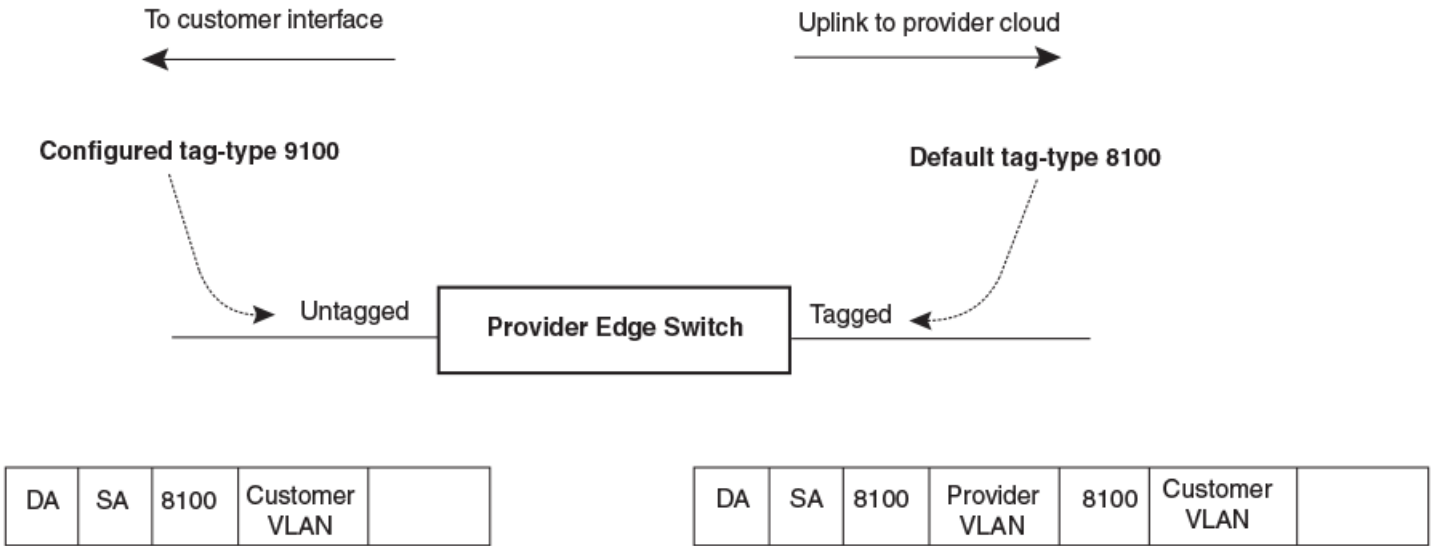 To customer interface
Uplink to provider cloud
Configured tag-type 9100
Default tag-type 8100
Untagged
Provider Edge Switch
Tagged
DA SA 8100 Customer VLAN
DA SA 8100 Provider VLAN 8100 Customer VLAN